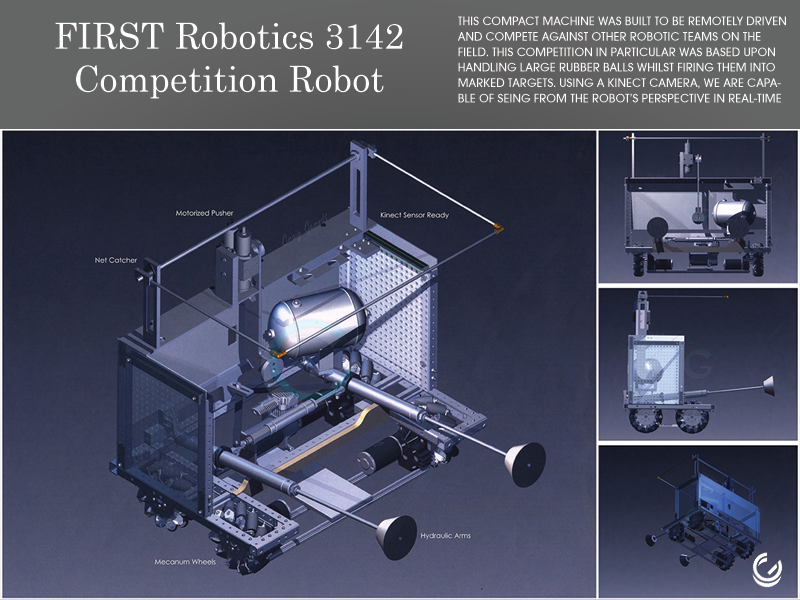 FIRST Robotics 3142
Competition Robot
THIS COMPACT MACHINE WAS BUILT TO BE REMOTELY DRIVEN
AND COMPETE AGAINST OTHER ROBOTIC TEAMS ON THE
FIELD. THIS COMPETITION IN PARTICULAR WAS BASED UPON
HANDLING LARGE RUBBER BALLS WHILST FIRING THEM INTO
MARKED TARGETS. USING A KINECT CAMERA, WE ARE CAPA-
BLE OF SEING FROM THE ROBOT'S PERSPECTIVE IN REAL-TIME
Motorized Pusher
Kinect Sensor Ready
Net Catcher
Hydraulic Arms
Mecanum Wheels